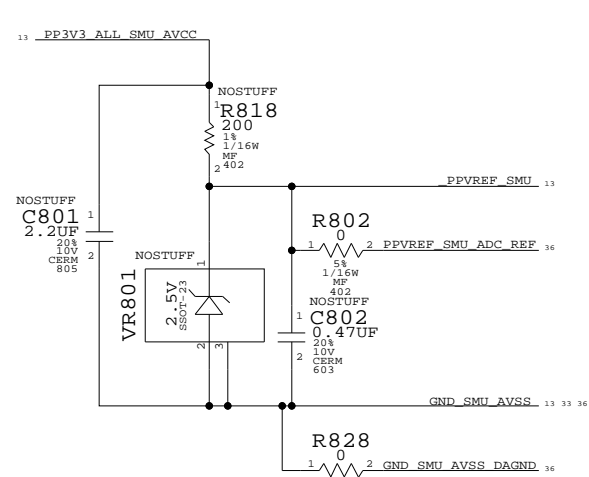 13 PP3V3_ALL_SMU_AVCC
NOSTUFF
1
R818
200
1%
1/16W
MF
402
2
_PPVREF_SMU 13
NOSTUFF
C801
1
2.2UF
20%
10V
CERM
805
2
R802
0
1 2 PPVREF_SMU_ADC_REF 36
5%
1/16W
MF
402
NOSTUFF
1
VR801
2.5V
SSOT-23
2
3
NOSTUFF
1
C802
0.47UF
20%
10V
CERM
603
2
GND_SMU_AVSS 13 33 36
R828
0
1 2 GND_SMU_AVSS_DAGND 36